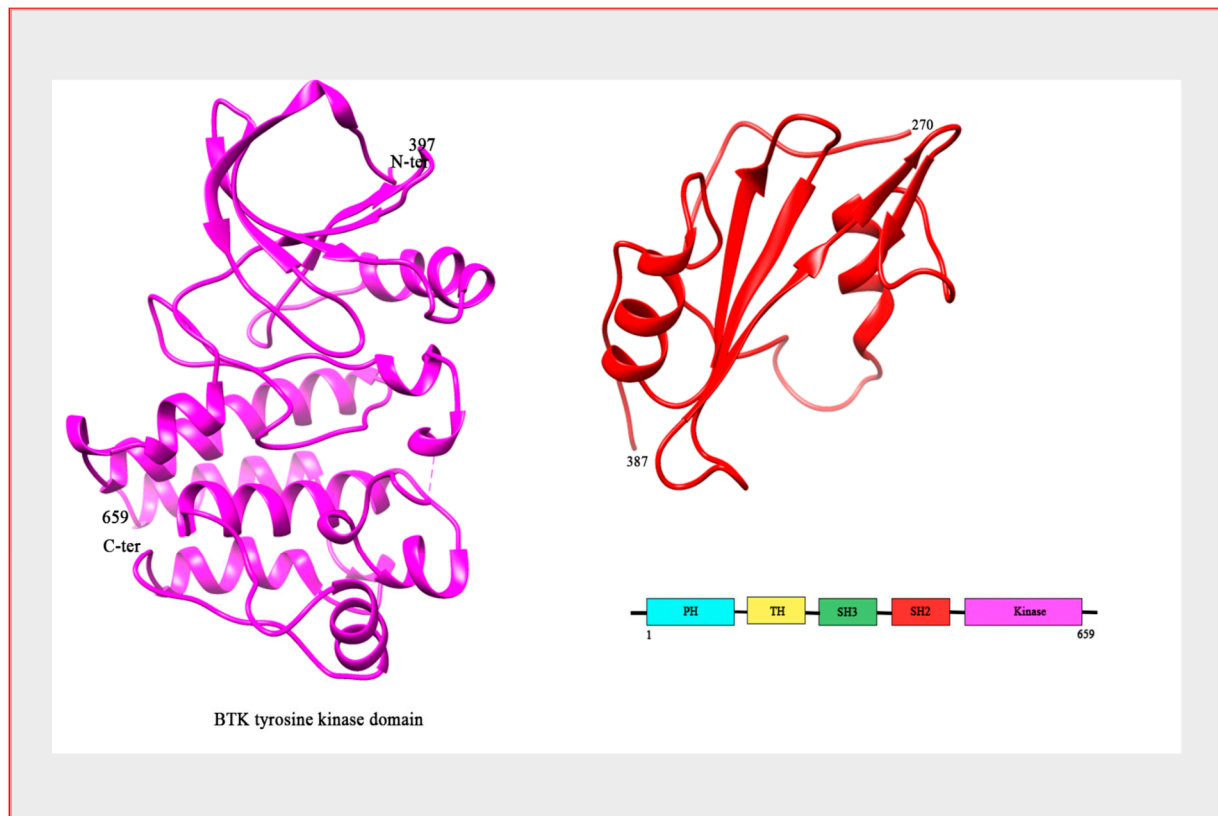 397
N-ter
270
387
659
C-ter
PH TH SH3 SH2 Kinase
1 659
BTK tyrosine kinase domain